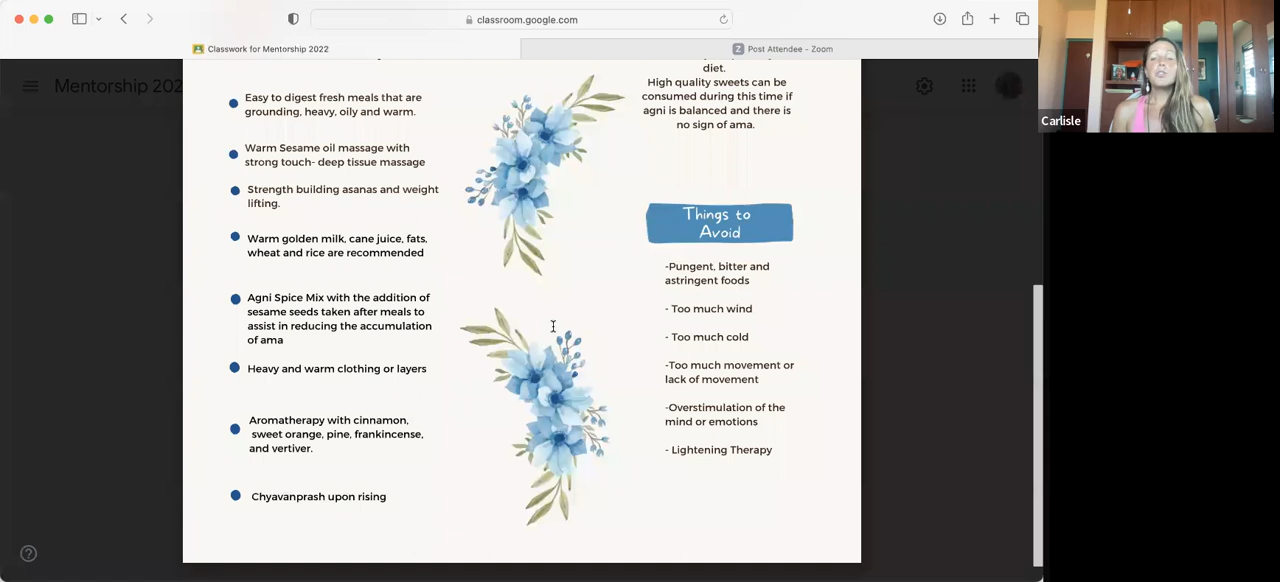 classroom.google.com
Classwork for Mentorship 2022
Z Post Attendee - Zoom
Mentorship 202
Carlisle
Easy to digest fresh meals that are
grounding, heavy, oily and warm.
Warm Sesame oil massage with
strong touch- deep tissue massage
Strength building asanas and weight
lifting.
Warm golden milk, cane juice, fats,
wheat and rice are recommended
Agni Spice Mix with the addition of
sesame seeds taken after meals to
assist in reducing the accumulation
of ama
Heavy and warm clothing or layers
Aromatherapy with cinnamon,
sweet orange, pine, frankincense,
and vertiver.
Chyavanprash upon rising
diet.
High quality sweets can be
consumed during this time if
agni is balanced and there is
no sign of ama.
Things to
Avoid
-Pungent, bitter and
astringent foods
- Too much wind
- Too much cold
-Too much movement or
lack of movement
-Overstimulation of the
mind or emotions
- Lightening Therapy